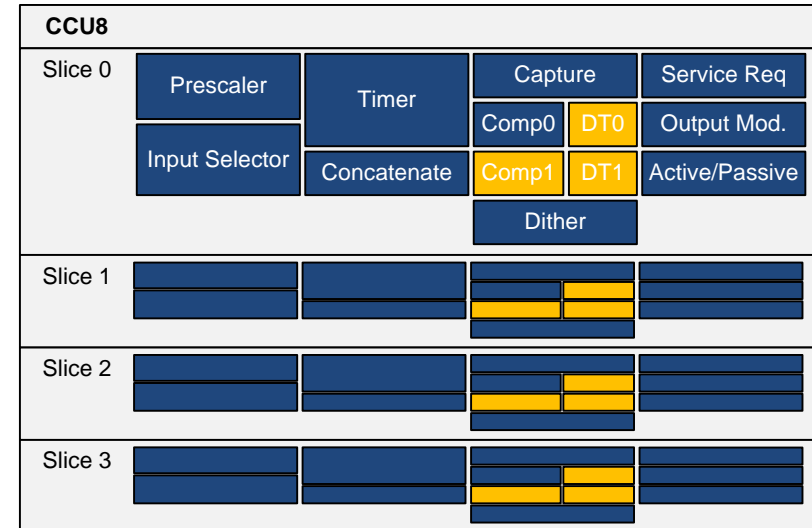 CCU8
Slice 0
Prescaler
Input Selector
Timer
Concatenate
Capture
Comp0 DT0
Comp1 DT1
Dither
Service Req
Output Mod.
Active/Passive
Slice 1
Slice 2
Slice 3